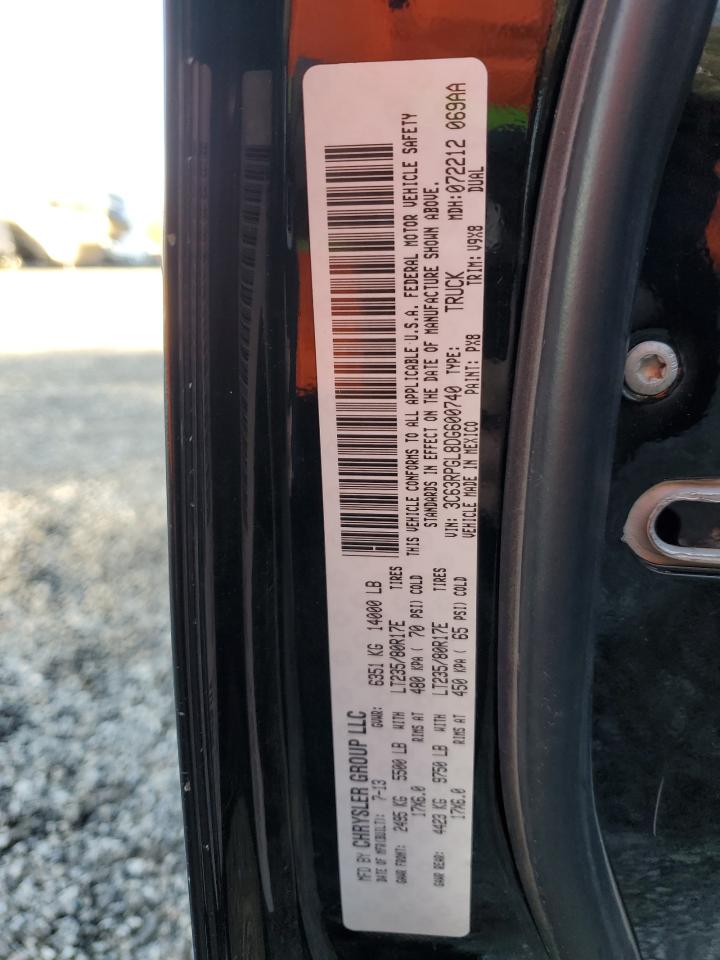 MFD BY CHRYSLER GROUP LLC
DATE OF MFR(BUILT): 7-13 GVWR: 6351 KG 14000 LB
GAWR FRONT: 2495 KG 5500 LB WITH LT235/80R17E TIRES
17X6.0 RIMS AT 480 KPA ( 70 PSI) COLD
GAWR REAR: 4423 KG 9750 LB WITH LT235/80R17E TIRES
17X6.0 RIMS AT 450 KPA ( 65 PSI) COLD
THIS VEHICLE CONFORMS TO ALL APPLICABLE U.S.A. FEDERAL MOTOR VEHICLE SAFETY
STANDARDS IN EFFECT ON THE DATE OF MANUFACTURE SHOWN ABOVE.
VIN: 3C63RPGL8DG600740 TYPE: TRUCK MDH:072212 069AA
VEHICLE MADE IN MEXICO PAINT: PX8 TRIM: V9X8 DUAL